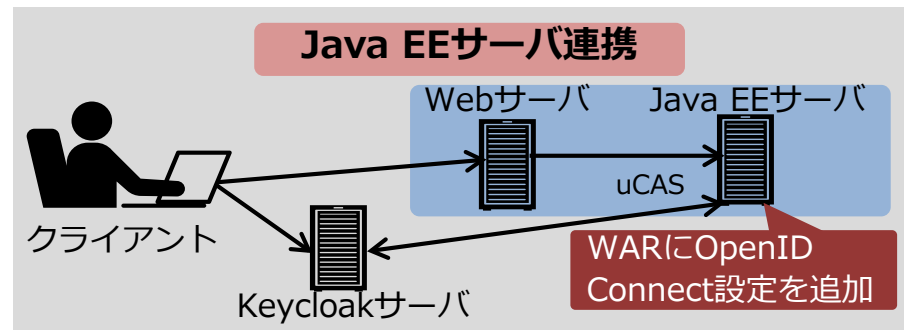 Java EEサーバ連携
Webサーバ
Java EEサーバ
uCAS
クライアント
WARにOpenID
Connect設定を追加
Keycloakサーバ